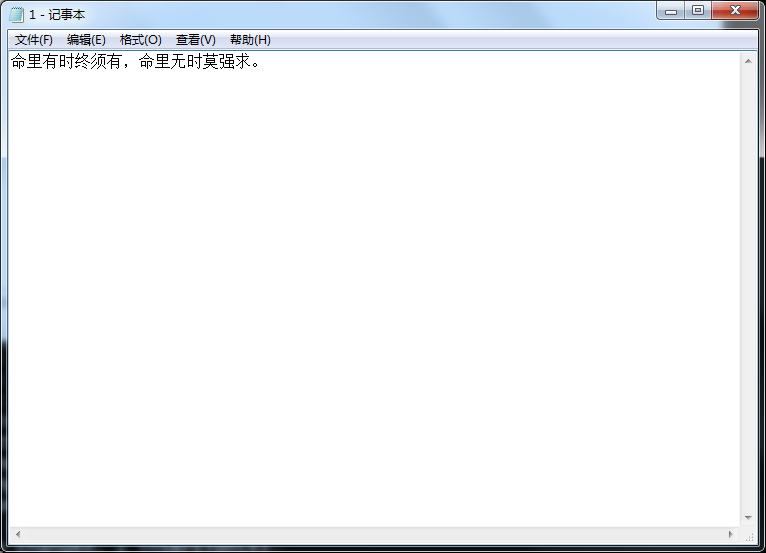 1 - 记事本
文件(F) 编辑(E) 格式(O) 查看(V) 帮助(H)
命里有时终须有，命里无时莫强求。